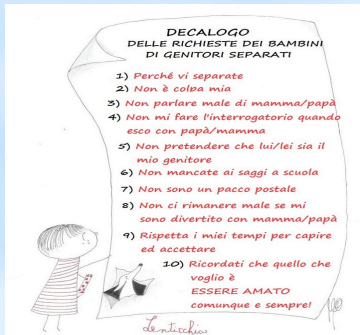 DECALOGO
DELLE RICHIESTE DEI BAMBINI
DI GENITORI SEPARATI
1) Perché vi separate
2) Non è colpa mia
3) Non parlare male di mamma/papà
4) Non mi fare l'interrogatorio quando
esco con papà/mamma
5) Non pretendere che lui/lei sia il
mio genitore
6) Non mancate ai saggi a scuola
7) Non sono un pacco postale
8) Non ci rimanere male se mi
sono divertito con mamma/papà
9) Rispetta i miei tempi per capire
ed accettare
10) Ricordati che quello che
voglio è
ESSERE AMATO
comunque e sempre!
Lenticchia